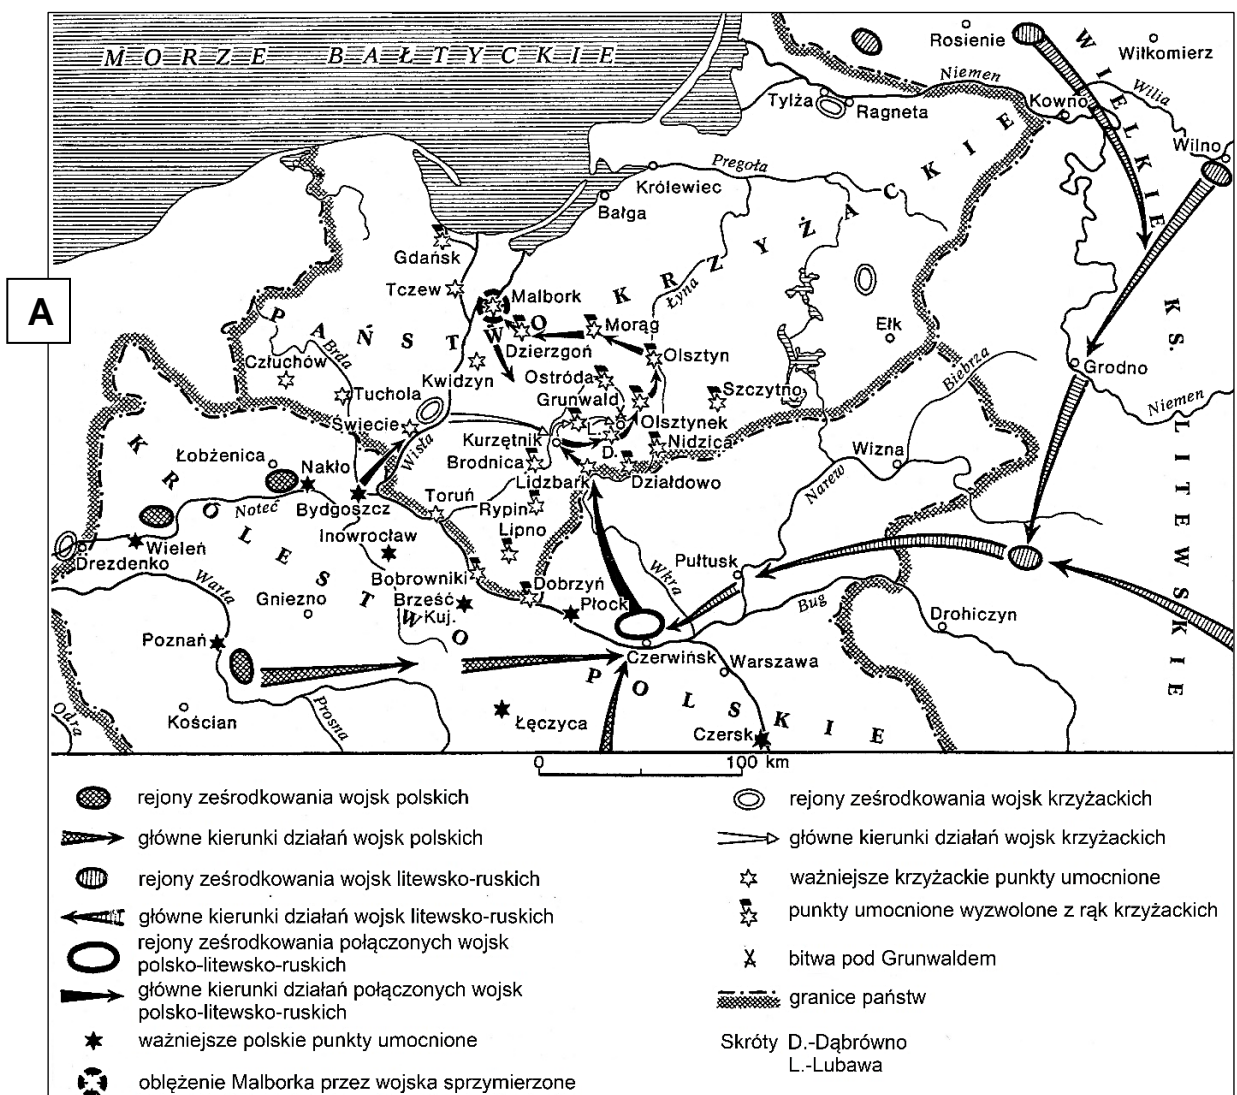 A
MORZE BAŁTYCKIE
Rosienie
Wiłkomierz
Niemen
Wilia
Tylża
Ragneta
Kowno
Wilno
Pregoła
Królewiec
Bałga
Gdańsk
Tczew
Malbork
Łyna
Morąg
Dzierzgoń
Olsztyn
Ełk
Grodno
Biebrza
Niemen
Człuchów
Brda
Kwidzyn
Ostróda
Szczytno
Tuchola
Grunwald
Świecie
L.
Olsztynek
Wisła
Kurzętnik
D.
Nidzica
Łobżenica
Nakło
Brodnica
Wizna
Lidzbark
Działdowo
Narew
Noteć
Bydgoszcz
Toruń
Rypin
Inowrocław
Lipno
Wieleń
Drezdenko
Pułtusk
Wkra
Bobrowniki
Dobrzyń
Warta
Gniezno
Brześć
Kuj.
Płock
Bug
Drohiczyn
Poznań
Czerwińsk
Warszawa
Odra
Kościan
Prosna
Łęczyca
Czersk
PAŃSTWO KRZYŻACKIE
KRÓLESTWO POLSKIE
WIELKIE KS. LITEWSKIE
0 100 km
rejony ześrodkowania wojsk polskich
główne kierunki działań wojsk polskich
rejony ześrodkowania wojsk litewsko-ruskich
główne kierunki działań wojsk litewsko-ruskich
rejony ześrodkowania połączonych wojsk
polsko-litewsko-ruskich
główne kierunki działań połączonych wojsk
polsko-litewsko-ruskich
ważniejsze polskie punkty umocnione
oblężenie Malborka przez wojska sprzymierzone
rejony ześrodkowania wojsk krzyżackich
główne kierunki działań wojsk krzyżackich
ważniejsze krzyżackie punkty umocnione
punkty umocnione wyzwolone z rąk krzyżackich
bitwa pod Grunwaldem
granice państw
Skróty D.-Dąbrówno
L.-Lubawa